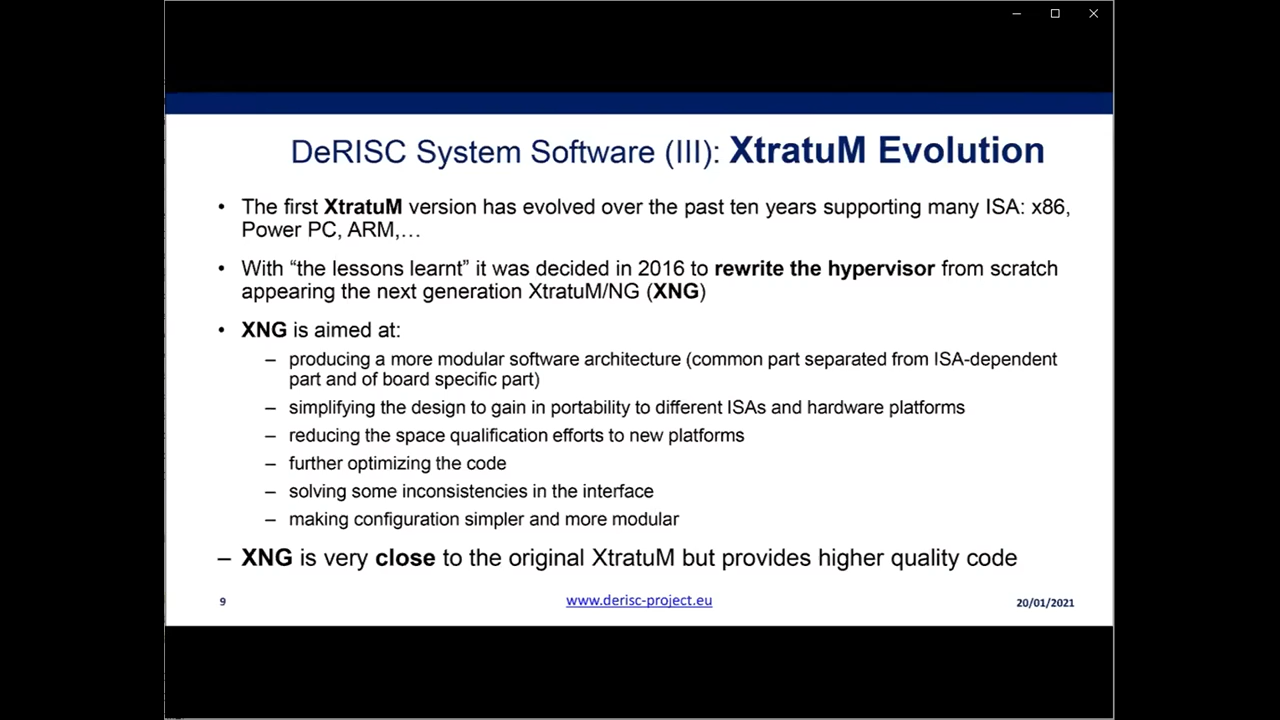 DeRISC System Software (III): XtratuM Evolution
• The first XtratuM version has evolved over the past ten years supporting many ISA: x86,
Power PC, ARM,…
• With “the lessons learnt” it was decided in 2016 to rewrite the hypervisor from scratch
appearing the next generation XtratuM/NG (XNG)
• XNG is aimed at:
– producing a more modular software architecture (common part separated from ISA-dependent
part and of board specific part)
– simplifying the design to gain in portability to different ISAs and hardware platforms
– reducing the space qualification efforts to new platforms
– further optimizing the code
– solving some inconsistencies in the interface
– making configuration simpler and more modular
– XNG is very close to the original XtratuM but provides higher quality code
9 www.derisc-project.eu 20/01/2021